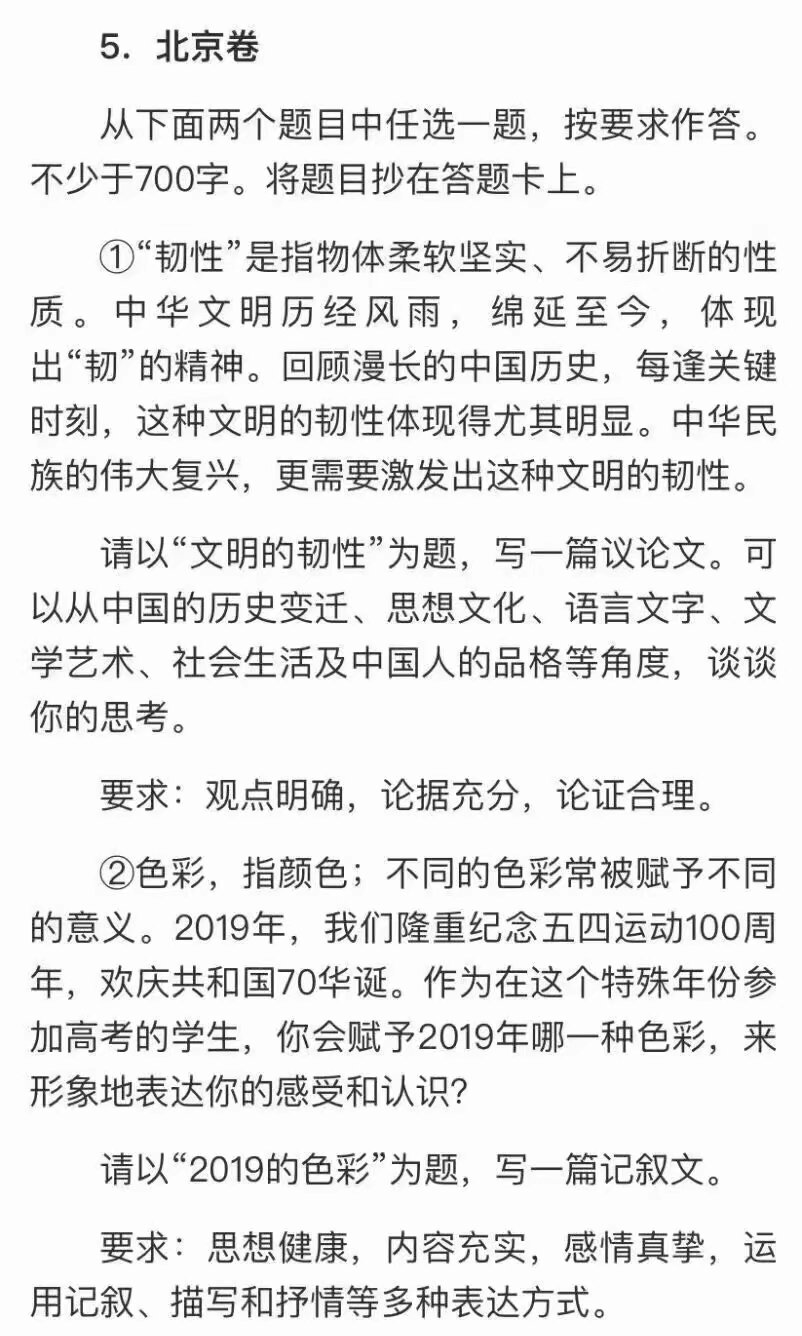 5．北京卷
从下面两个题目中任选一题，按要求作答。
不少于700字。将题目抄在答题卡上。
①“韧性”是指物体柔软坚实、不易折断的性
质。中华文明历经风雨，绵延至今，体现
出“韧”的精神。回顾漫长的中国历史，每逢关键
时刻，这种文明的韧性体现得尤其明显。中华民
族的伟大复兴，更需要激发出这种文明的韧性。
请以“文明的韧性”为题，写一篇议论文。可
以从中国的历史变迁、思想文化、语言文字、文
学艺术、社会生活及中国人的品格等角度，谈谈
你的思考。
要求：观点明确，论据充分，论证合理。
②色彩，指颜色；不同的色彩常被赋予不同
的意义。2019年，我们隆重纪念五四运动100周
年，欢庆共和国70华诞。作为在这个特殊年份参
加高考的学生，你会赋予2019年哪一种色彩，来
形象地表达你的感受和认识？
请以“2019的色彩”为题，写一篇记叙文。
要求：思想健康，内容充实，感情真挚，运
用记叙、描写和抒情等多种表达方式。